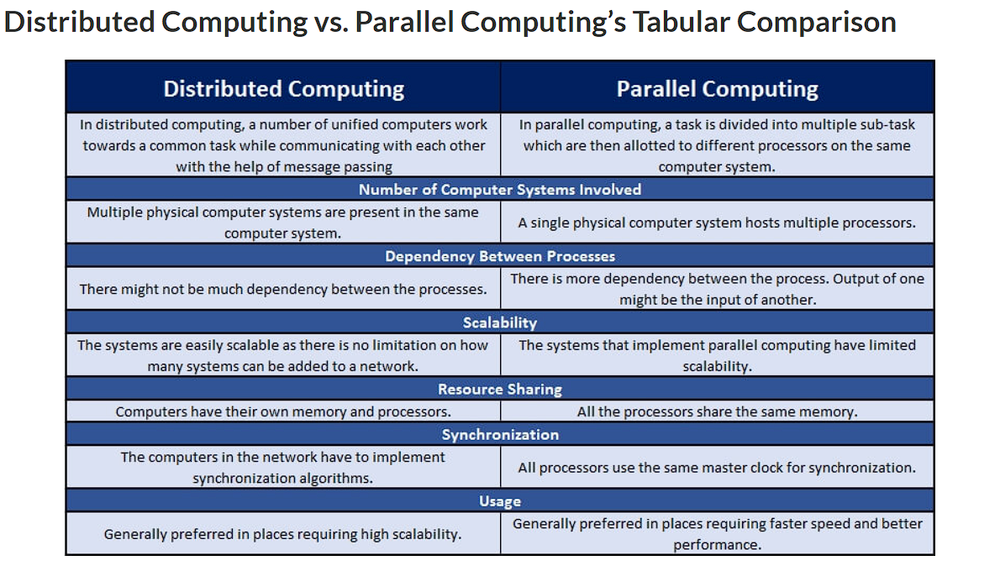 Distributed Computing vs. Parallel Computing's Tabular Comparison
Distributed Computing
Parallel Computing
In distributed computing, a number of unified computers work
towards a common task while communicating with each other
with the help of message passing
In parallel computing, a task is divided into multiple sub-task
which are then allotted to different processors on the same
computer system.
Number of Computer Systems Involved
Multiple physical computer systems are present in the same
computer system.
A single physical computer system hosts multiple processors.
Dependency Between Processes
There might not be much dependency between the processes.
There is more dependency between the process. Output of one
might be the input of another.
Scalability
The systems are easily scalable as there is no limitation on how
many systems can be added to a network.
The systems that implement parallel computing have limited
scalability.
Resource Sharing
Computers have their own memory and processors.
All the processors share the same memory.
Synchronization
The computers in the network have to implement
synchronization algorithms.
All processors use the same master clock for synchronization.
Usage
Generally preferred in places requiring high scalability.
Generally preferred in places requiring faster speed and better
performance.